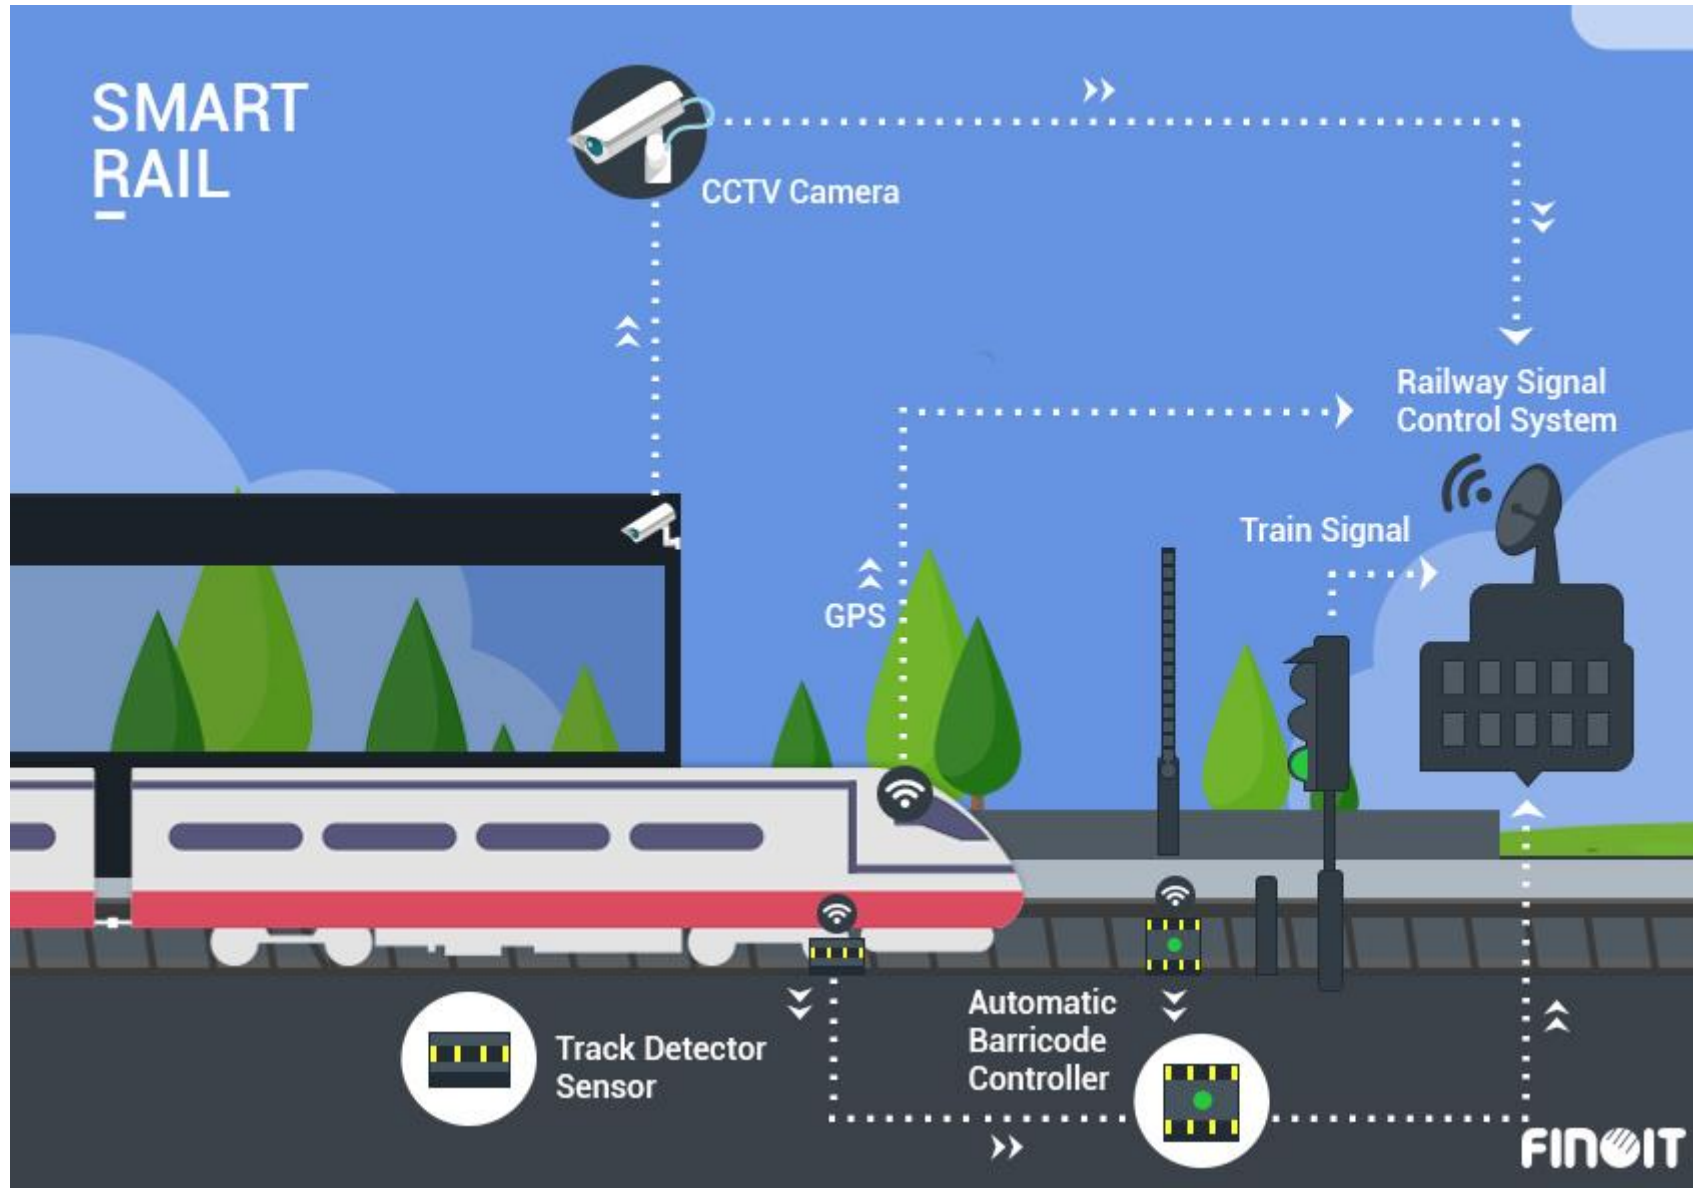 SMART
RAIL
CCTV Camera
Railway Signal
Control System
Train Signal
GPS
Automatic
Barricode
Controller
Track Detector
Sensor
FINOIT